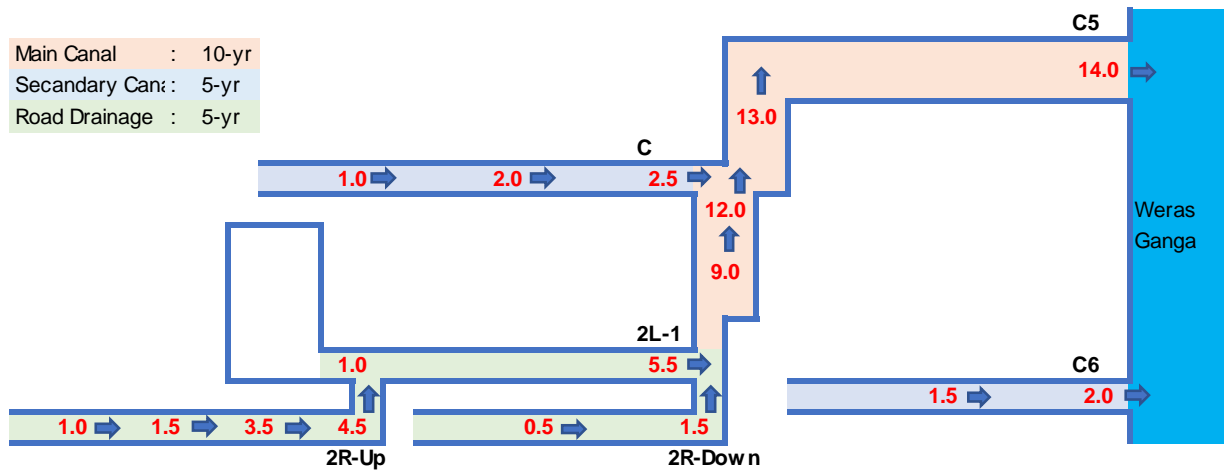 C5
Main Canal : 10-yr
14.0
Secandary Cana: 5-yr
Road Drainage : 5-yr
13.0
C
1.0 2.0 2.5
12.0
Weras
Ganga
9.0
2L-1
1.0 5.5
C6
1.5 2.0
1.0 1.5 3.5 4.5 0.5 1.5
2R-Up 2R-Down